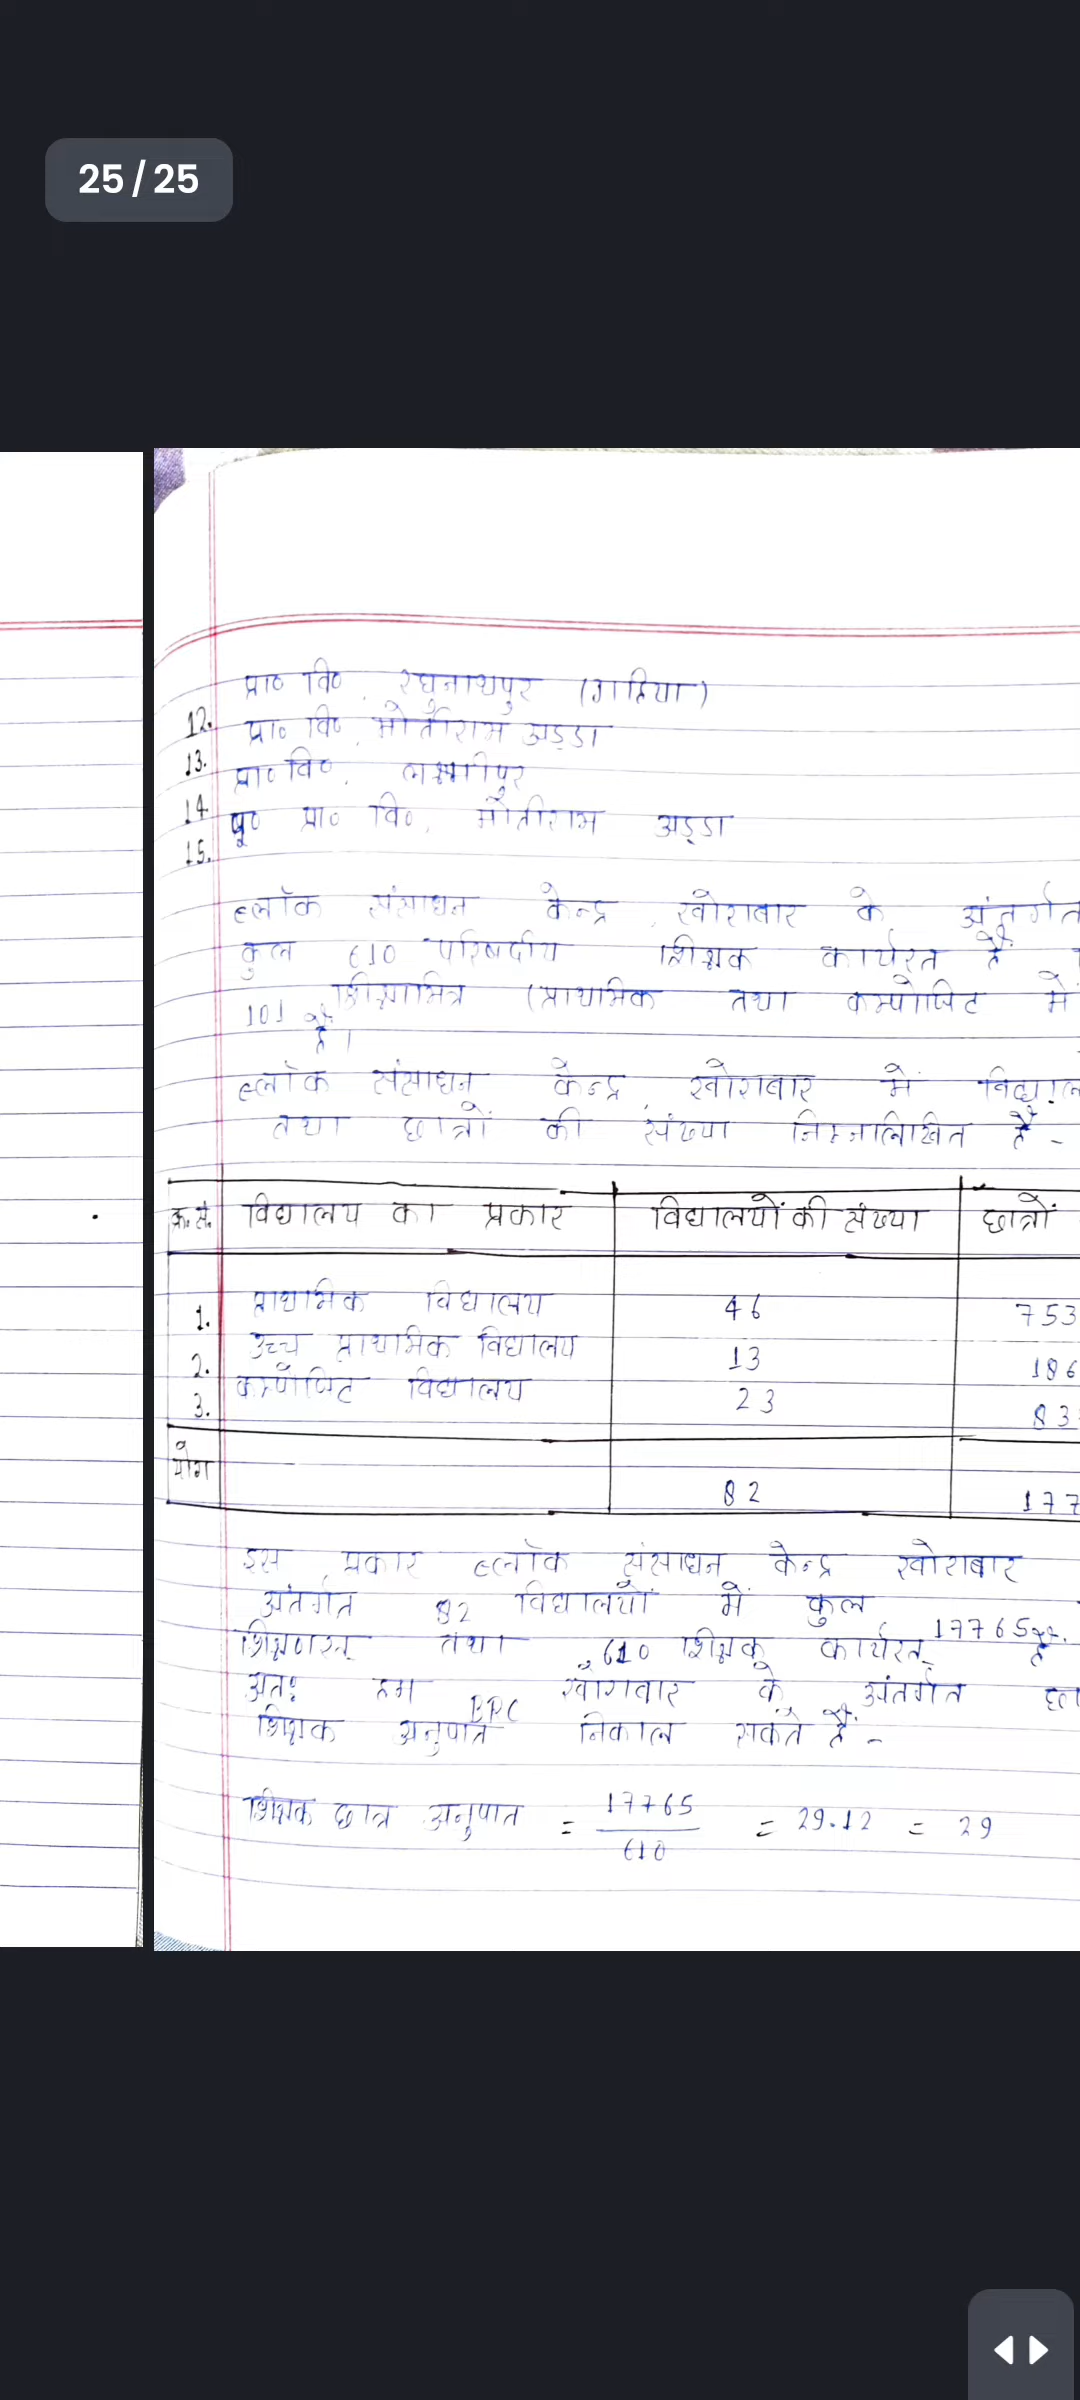 25/25
प्रा० वि० रघुनाथपुर (गहिया)
12. प्रा० वि० मोतीराम अड्डा
13. प्रा० वि०
14. पू० प्रा० वि०, मोतीराम अड्डा
15.
ब्लॉक संसाधन केन्द्र खोराबार के अंतर्गत
कुल 610 परिषदीय शिक्षक कार्यरत हैं
101 शिक्षामित्र (प्राथमिक तथा कम्पोजिट में
है।
ब्लॉक संसाधन केन्द्र खोराबार में
तथा छात्रों की संख्या निम्नलिखित है -
क्र.सं. विद्यालय का प्रकार विद्यालयों की संख्या छात्रों
1. प्राथमिक विद्यालय 46 753
2. उच्च प्राथमिक विद्यालय 13 186
3. कम्पोजिट विद्यालय 23 83
योग 82 177
इस प्रकार ब्लॉक संसाधन केन्द्र खोराबार
अंतर्गत 82 विद्यालयों में कुल 17765
तथा 610 शिक्षक कार्यरत हैं
अतः हम BRC खोराबार के अंतर्गत
शिक्षक अनुपात निकाल सकते हैं -
शिक्षक छात्र अनुपात = 17765 / 610 = 29.12 = 29